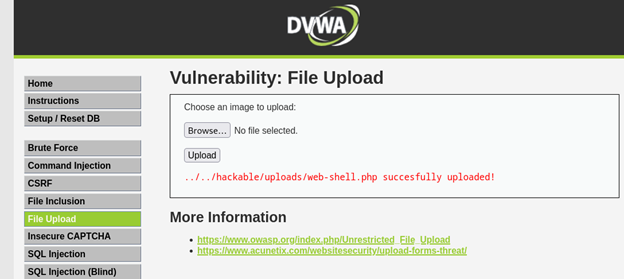 DVWA
Home
Instructions
Setup / Reset DB
Brute Force
Command Injection
CSRF
File Inclusion
File Upload
Insecure CAPTCHA
SQL Injection
SQL Injection (Blind)
Vulnerability: File Upload
Choose an image to upload:
Browse... No file selected.
Upload
../../hackable/uploads/web-shell.php succesfully uploaded!
More Information
https://www.owasp.org/index.php/Unrestricted_File_Upload
https://www.acunetix.com/websitesecurity/upload-forms-threat/